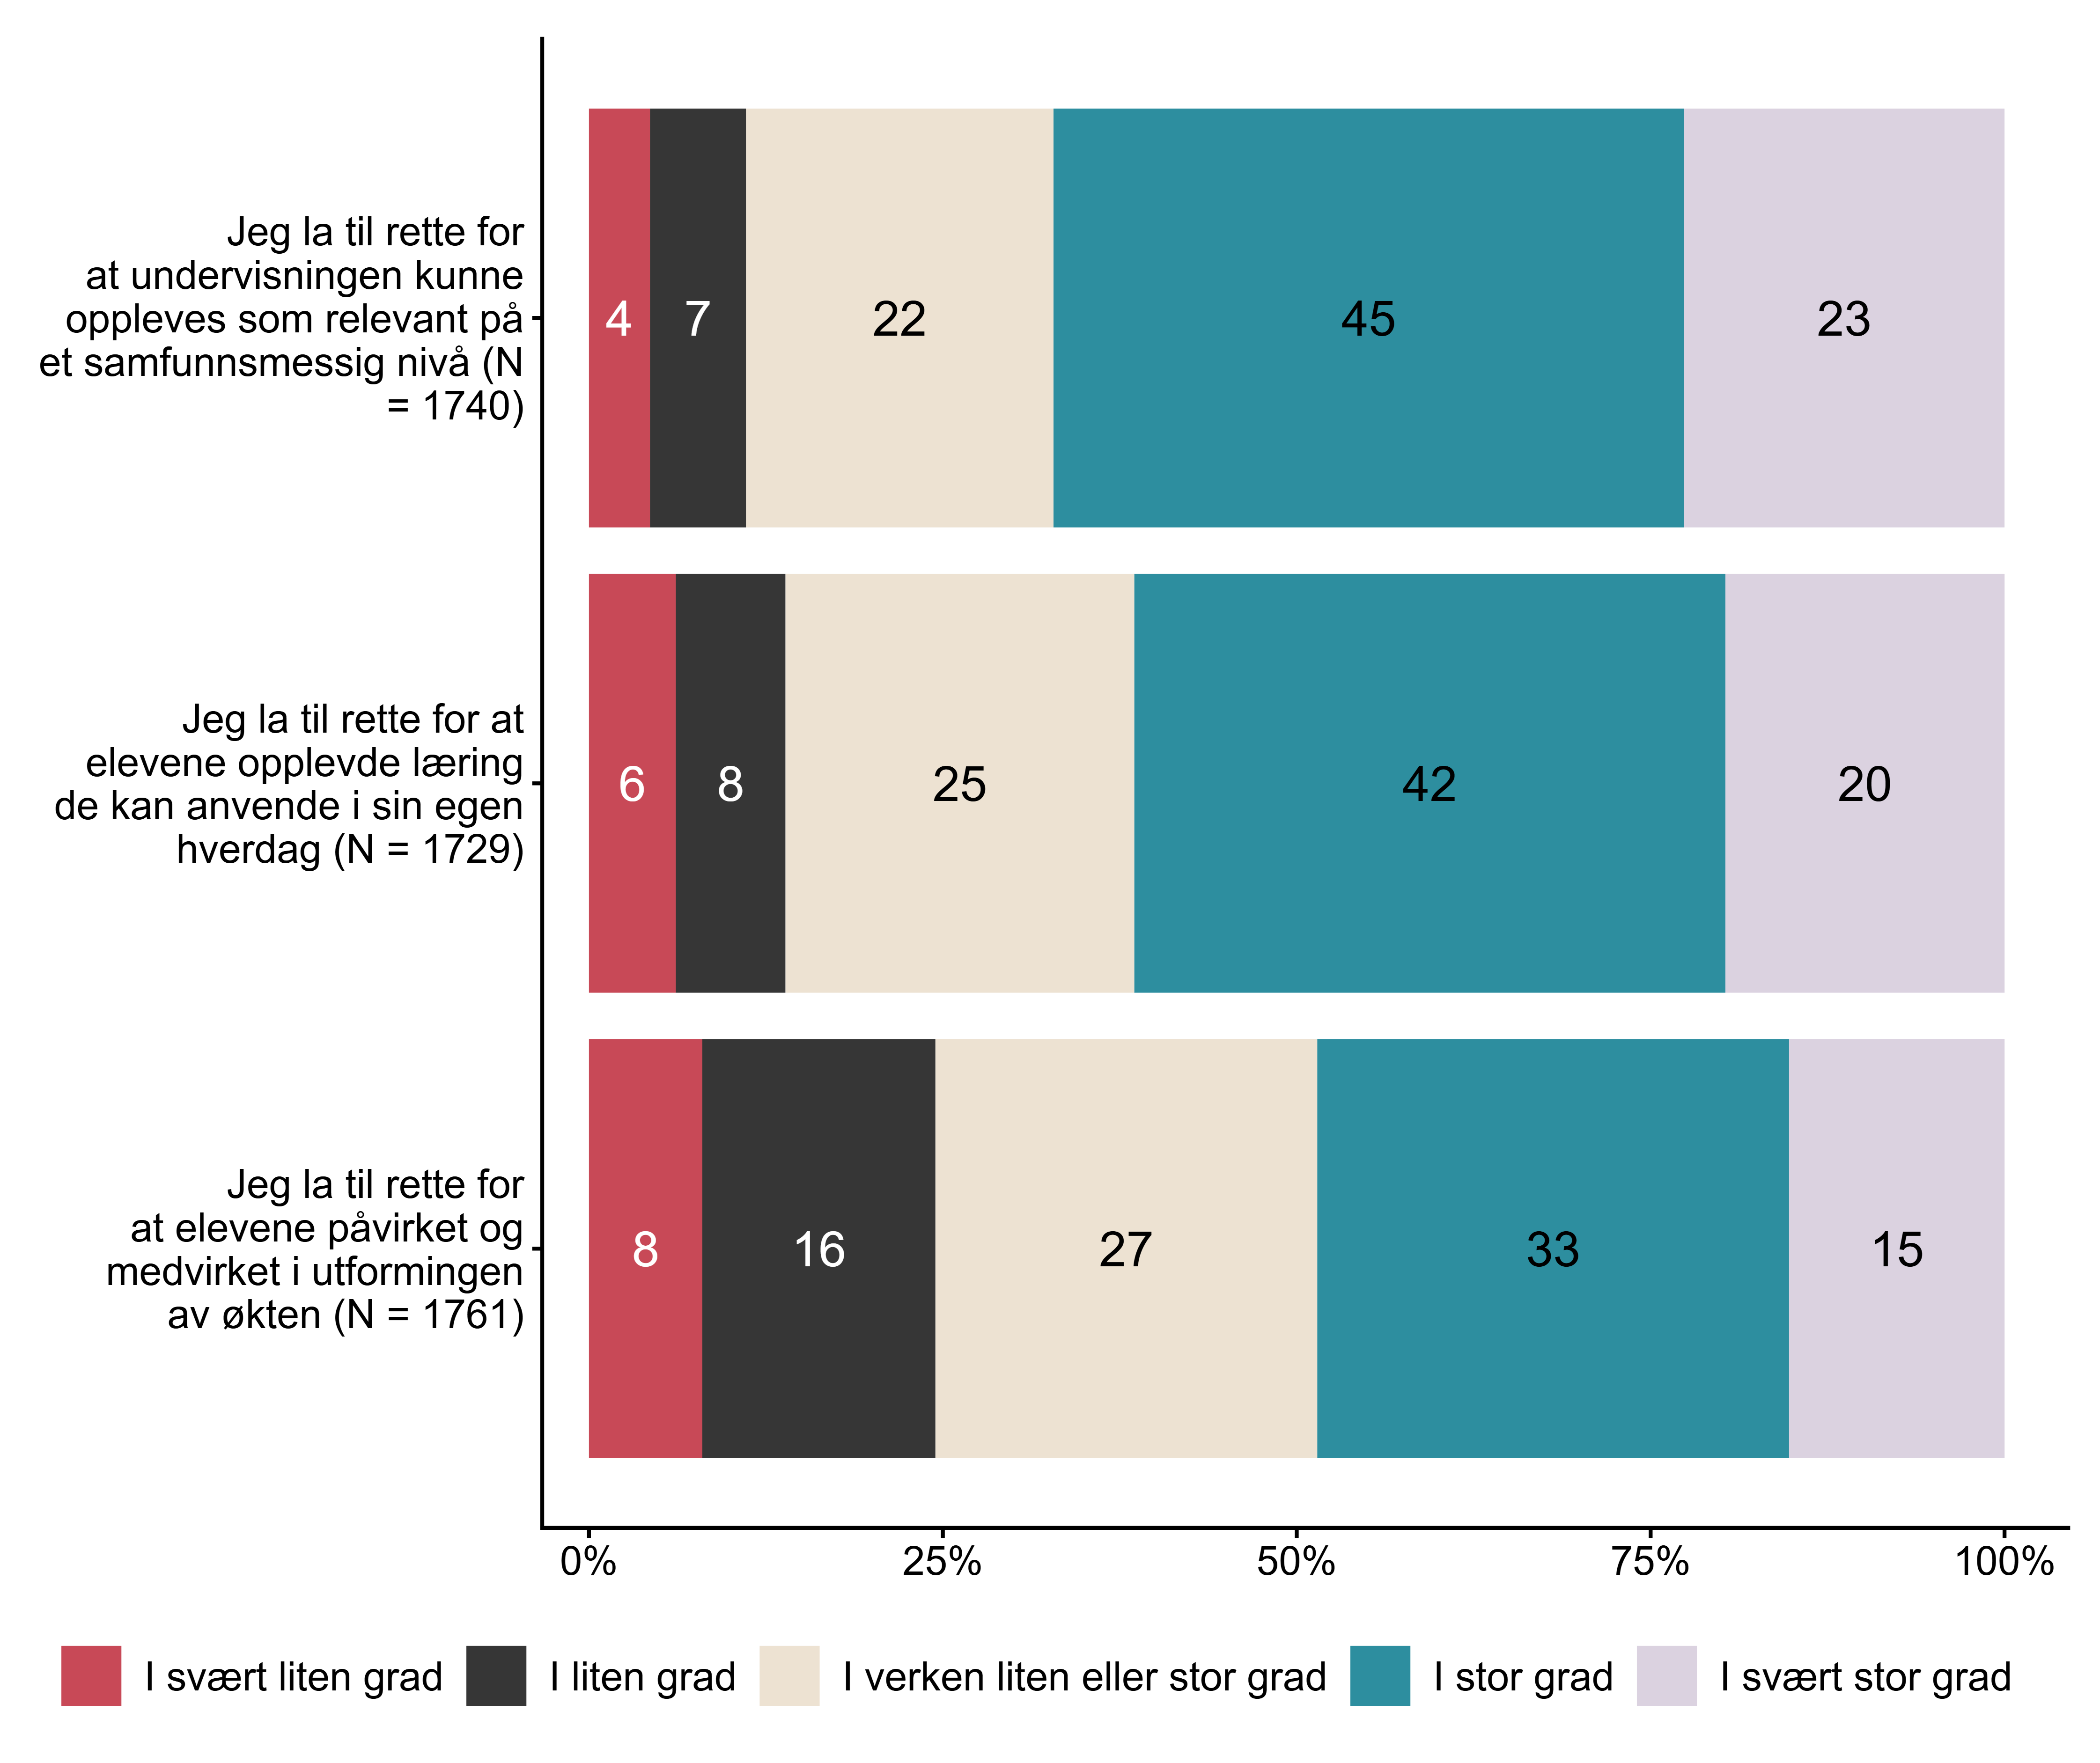 Jeg la til rette for
at undervisningen kunne
oppleves som relevant på
et samfunnsmessig nivå (N
= 1740)
4 7 22 45 23
Jeg la til rette for at
elevene opplevde læring
de kan anvende i sin egen
hverdag (N = 1729)
6 8 25 42 20
Jeg la til rette for
at elevene påvirket og
medvirket i utformingen
av økten (N = 1761)
8 16 27 33 15
0% 25% 50% 75% 100%
I svært liten grad I liten grad I verken liten eller stor grad I stor grad I svært stor grad